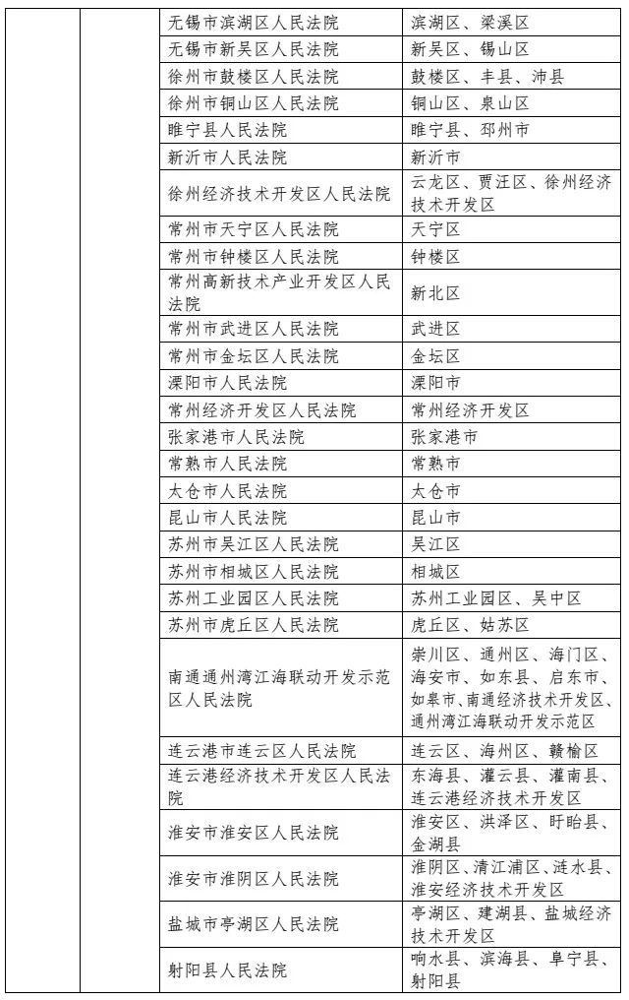 无锡市滨湖区人民法院 滨湖区、梁溪区
无锡市新吴区人民法院 新吴区、锡山区
徐州市鼓楼区人民法院 鼓楼区、丰县、沛县
徐州市铜山区人民法院 铜山区、泉山区
睢宁县人民法院 睢宁县、邳州市
新沂市人民法院 新沂市
徐州经济技术开发区人民法院 云龙区、贾汪区、徐州经济
技术开发区
常州市天宁区人民法院 天宁区
常州市钟楼区人民法院 钟楼区
常州高新技术产业开发区人民
法院 新北区
常州市武进区人民法院 武进区
常州市金坛区人民法院 金坛区
溧阳市人民法院 溧阳市
常州经济开发区人民法院 常州经济开发区
张家港市人民法院 张家港市
常熟市人民法院 常熟市
太仓市人民法院 太仓市
昆山市人民法院 昆山市
苏州市吴江区人民法院 吴江区
苏州市相城区人民法院 相城区
苏州工业园区人民法院 苏州工业园区、吴中区
苏州市虎丘区人民法院 虎丘区、姑苏区
南通通州湾江海联动开发示范
区人民法院
崇川区、通州区、海门区、
海安市、如东县、启东市、
如皋市、南通经济技术开发区、
通州湾江海联动开发示范区
连云港市连云区人民法院 连云区、海州区、赣榆区
连云港经济技术开发区人民法
院
东海县、灌云县、灌南县、
连云港经济技术开发区
淮安市淮安区人民法院 淮安区、洪泽区、盱眙县、
金湖县
淮安市淮阴区人民法院 淮阴区、清江浦区、涟水县、
淮安经济技术开发区
盐城市亭湖区人民法院 亭湖区、建湖县、盐城经济
技术开发区
射阳县人民法院 响水县、滨海县、阜宁县、
射阳县